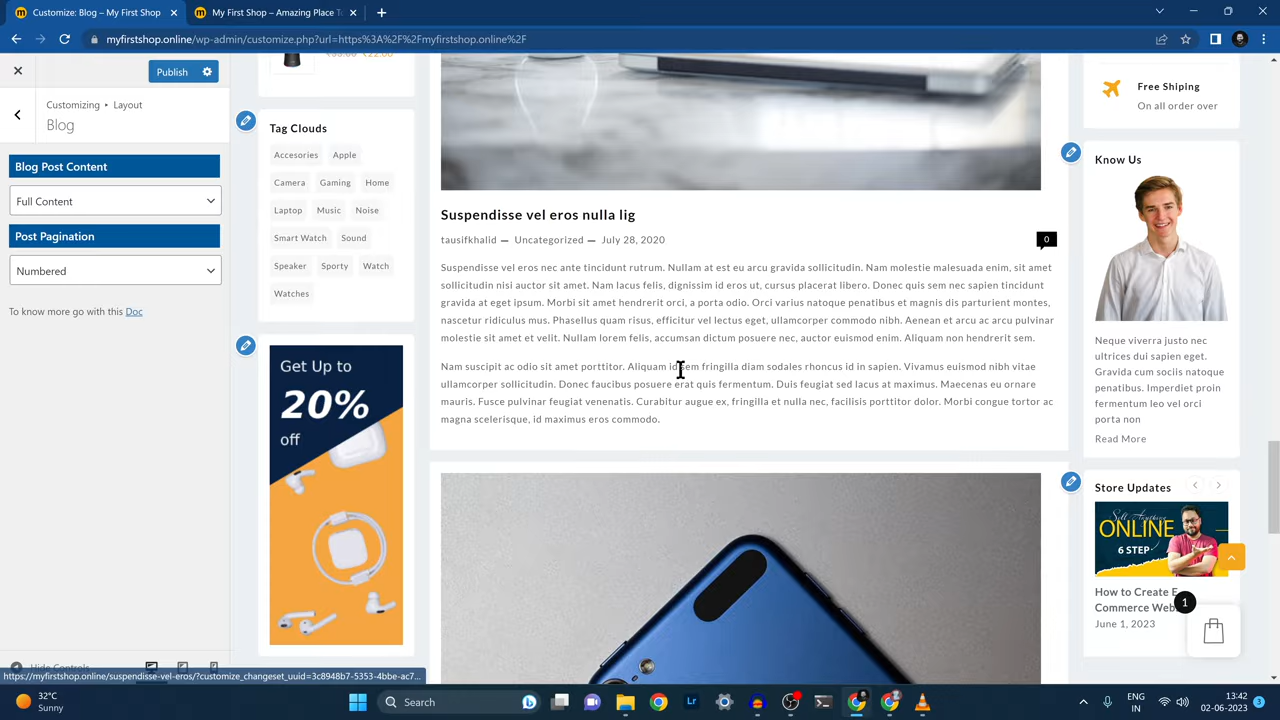 Customize: Blog – My First Shop
My First Shop – Amazing Place T
myfirstshop.online/wp-admin/customize.php?url=https%3A%2F%2Fmyfirstshop.online%2F
Publish
Customizing • Layout
Blog
Blog Post Content
Full Content
Post Pagination
Numbered
To know more go with this Doc
Hide Controls
Tag Clouds
Accesories Apple
Camera Gaming Home
Laptop Music Noise
Smart Watch Sound
Speaker Sporty Watch
Watches
Get Up to
20%
off
Suspendisse vel eros nulla lig
tausifkhalid — Uncategorized — July 28, 2020
0
Suspendisse vel eros nec ante tincidunt rutrum. Nullam at est eu arcu gravida sollicitudin. Nam molestie malesuada enim, sit amet
sollicitudin nisi auctor sit amet. Nam lacus felis, dignissim id eros ut, cursus placerat libero. Donec quis sem nec sapien tincidunt
gravida at eget ipsum. Morbi sit amet hendrerit orci, a porta odio. Orci varius natoque penatibus et magnis dis parturient montes,
nascetur ridiculus mus. Phasellus quam risus, efficitur vel lectus eget, ullamcorper commodo nibh. Aenean et arcu ac arcu pulvinar
molestie sit amet et velit. Nullam lorem felis, accumsan dictum posuere nec, auctor euismod enim. Aliquam non hendrerit sem.
Nam suscipit ac odio sit amet porttitor. Aliquam id sem fringilla diam sodales rhoncus id in sapien. Vivamus euismod nibh vitae
ullamcorper sollicitudin. Donec faucibus posuere erat quis fermentum. Duis feugiat sed lacus at maximus. Maecenas eu ornare
mauris. Fusce pulvinar feugiat venenatis. Curabitur augue ex, fringilla et nulla nec, facilisis porttitor dolor. Morbi congue tortor ac
magna scelerisque, id maximus eros commodo.
Free Shiping
On all order over
Know Us
Neque viverra justo nec
ultrices dui sapien eget.
Gravida cum sociis natoque
penatibus. Imperdiet proin
fermentum leo vel orci
porta non
Read More
Store Updates
Sell Anything
ONLINE
6 STEP
How to Create E
Commerce Web
June 1, 2023
1
https://myfirstshop.online/suspendisse-vel-eros/?customize_changeset_uuid=3c8948b7-5353-4bbe-ac7...
32°C
Sunny
Search
Lr
ENG
IN
13:42
02-06-2023
3